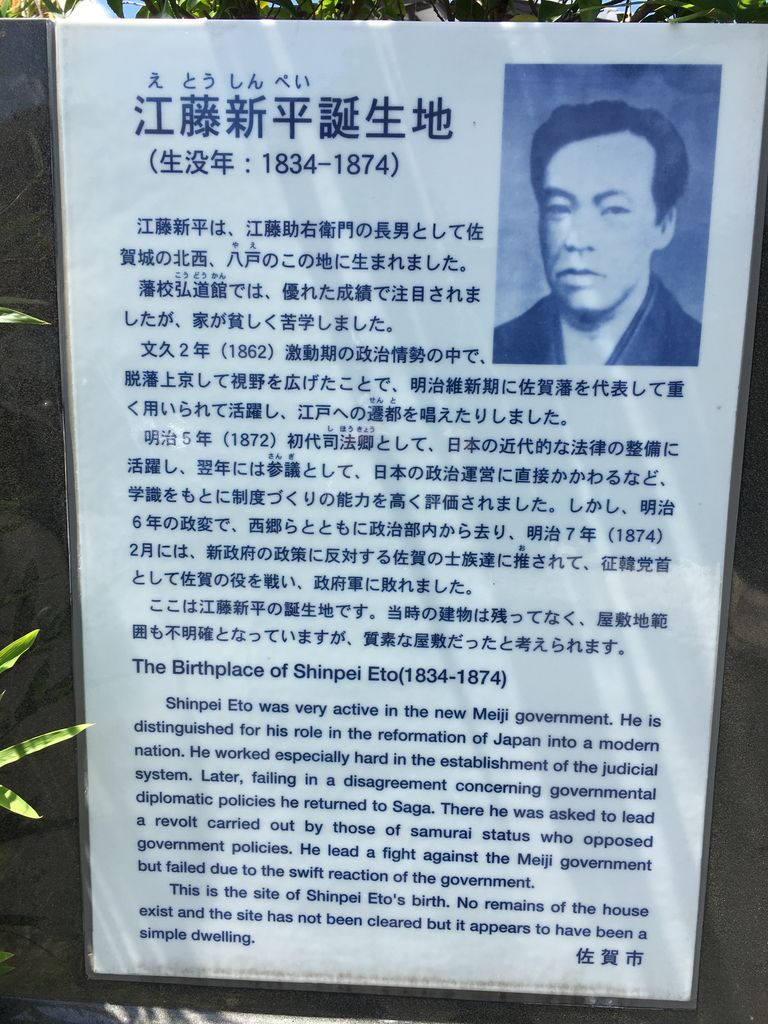 え とう しん ぺい
江藤新平誕生地
（生没年：1834−1874）
江藤新平は、江藤助右衛門の長男として佐
や え
賀城の北西、八戸のこの地に生まれました。
こう どう かん
藩校弘道館では、優れた成績で注目されま
したが、家が貧しく苦学しました。
文久２年（1862）激動期の政治情勢の中で、
脱藩上京して視野を広げたことで、明治維新期に佐賀藩を代表して重
せん と
く用いられて活躍し、江戸への遷都を唱えたりしました。
し ほう きょう
明治５年（1872）初代司法卿として、日本の近代的な法律の整備に
さん ぎ
活躍し、翌年には参議として、日本の政治運営に直接かかわるなど、
学識をもとに制度づくりの能力を高く評価されました。しかし、明治
６年の政変で、西郷らとともに政治部内から去り、明治７年（1874）
お
2月には、新政府の政策に反対する佐賀の士族達に推されて、征韓党首
として佐賀の役を戦い、政府軍に敗れました。
ここは江藤新平の誕生地です。当時の建物は残ってなく、屋敷地範
囲も不明確となっていますが、質素な屋敷だったと考えられます。
The Birthplace of Shinpei Eto(1834-1874)
Shinpei Eto was very active in the new Meiji government. He is
distinguished for his role in the reformation of Japan into a modern
nation. He worked especially hard in the establishment of the judicial
system. Later, failing in a disagreement concerning governmental
diplomatic policies he returned to Saga. There he was asked to lead
a revolt carried out by those of samurai status who opposed
government policies. He lead a fight against the Meiji government
but failed due to the swift reaction of the government.
This is the site of Shinpei Eto's birth. No remains of the house
exist and the site has not been cleared but it appears to have been a
simple dwelling.
佐賀市